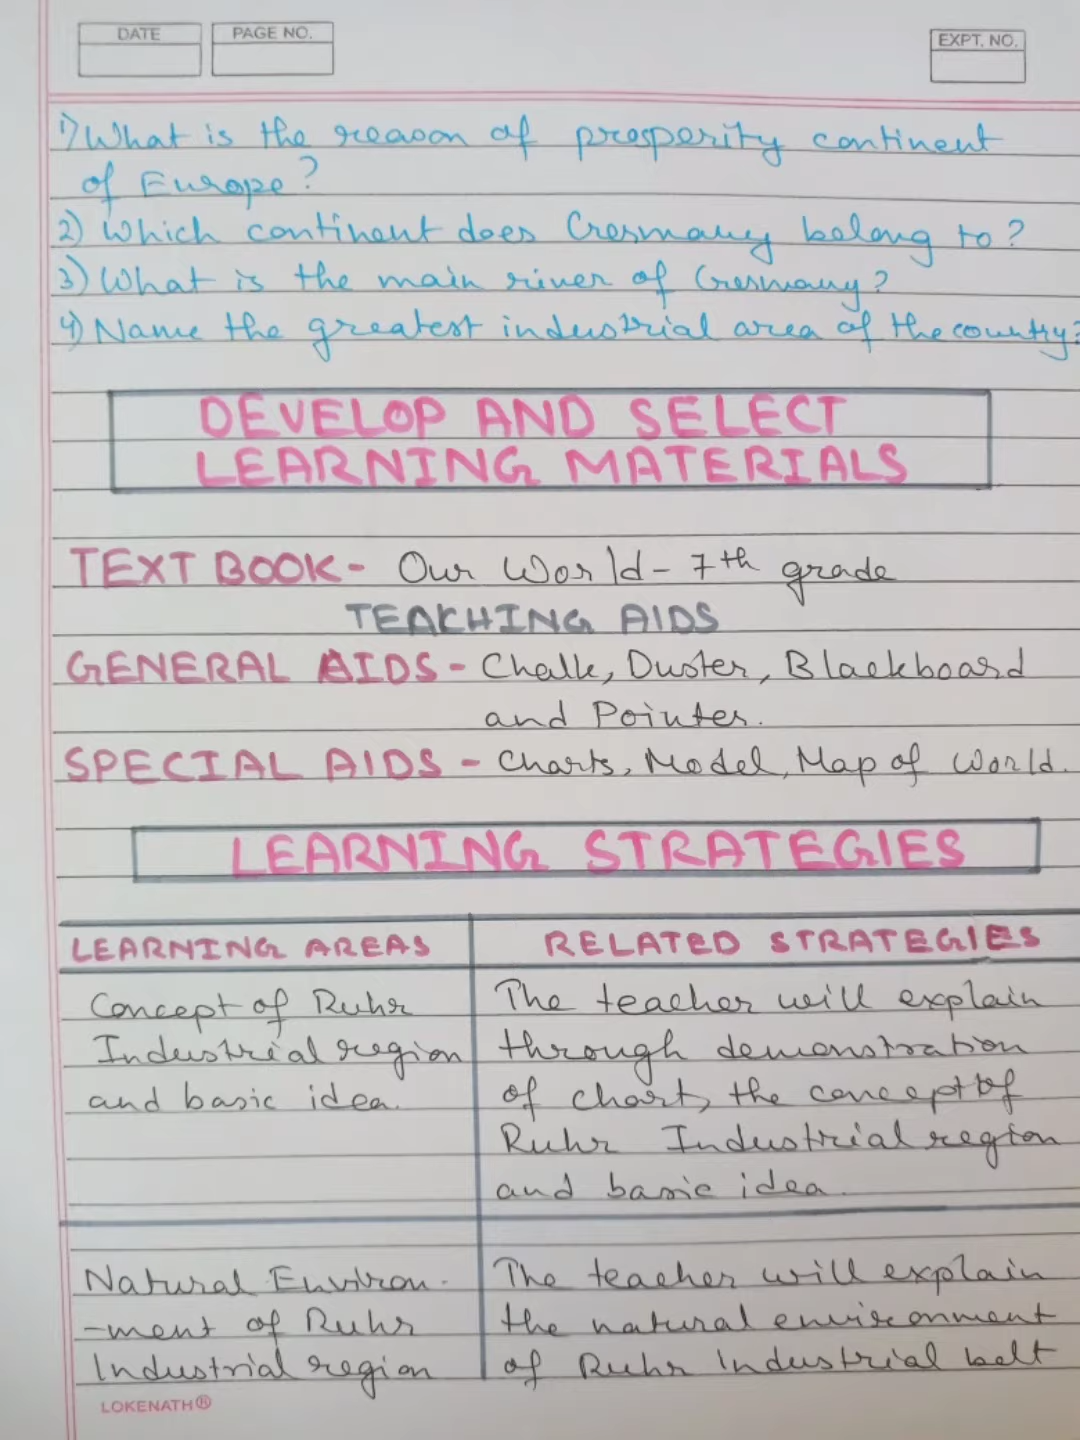 DATE PAGE NO. EXPT. NO.
1) What is the reason of prosperity continent
of Europe?
2) Which continent does Germany belong to?
3) What is the main river of Germany?
4) Name the greatest industrial area of the country?
DEVELOP AND SELECT
LEARNING MATERIALS
TEXT BOOK - Our World - 7th grade
TEACHING AIDS
GENERAL AIDS - Chalk, Duster, Blackboard
and Pointer.
SPECIAL AIDS - Charts, Model, Map of World.
LEARNING STRATEGIES
LEARNING AREAS
Concept of Ruhr
Industrial region
and basic idea.
RELATED STRATEGIES
The teacher will explain
through demonstration
of chart, the concept of
Ruhr Industrial region
and basic idea.
Natural Environ-
-ment of Ruhr
Industrial region
The teacher will explain
the natural environment
of Ruhr Industrial belt
LOKENATH®